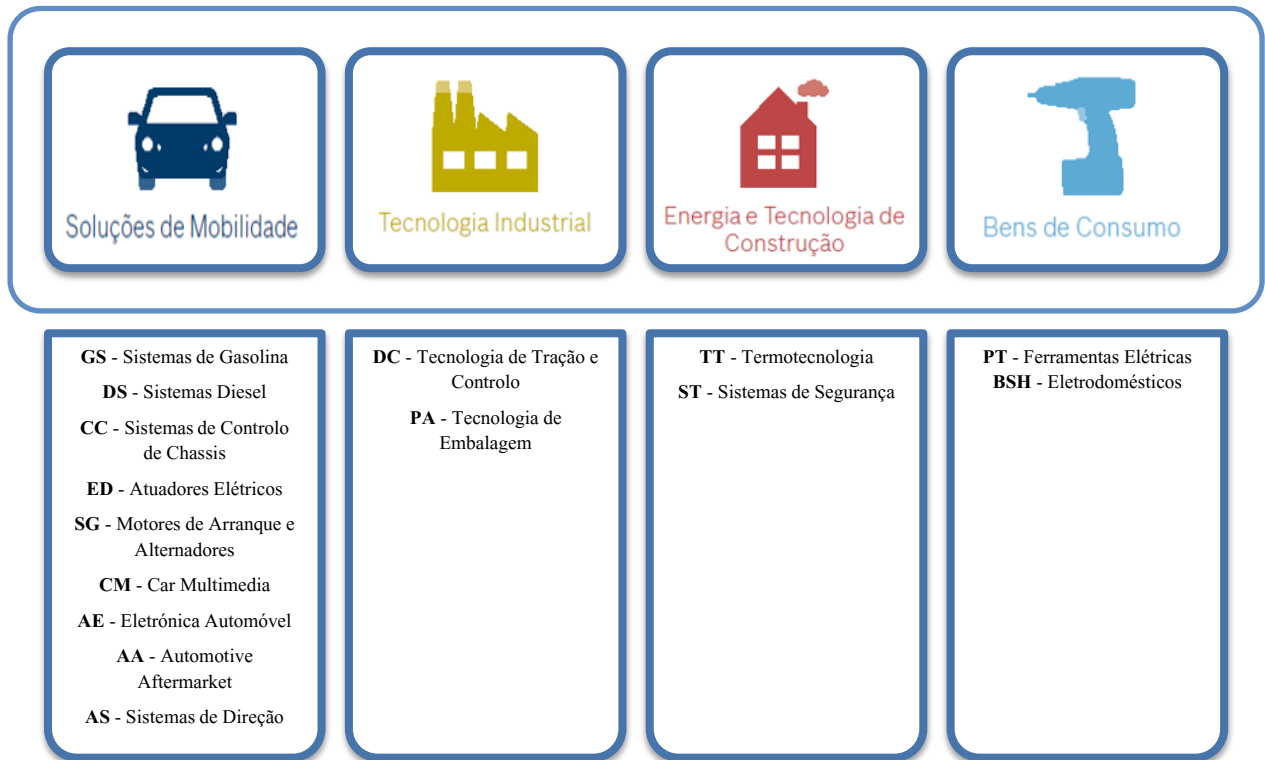 Soluções de Mobilidade
Tecnologia Industrial
Energia e Tecnologia de
Construção
Bens de Consumo
GS - Sistemas de Gasolina
DS - Sistemas Diesel
CC - Sistemas de Controlo
de Chassis
ED - Atuadores Elétricos
SG - Motores de Arranque e
Alternadores
CM - Car Multimedia
AE - Eletrónica Automóvel
AA - Automotive
Aftermarket
AS - Sistemas de Direção
DC - Tecnologia de Tração e
Controlo
PA - Tecnologia de
Embalagem
TT - Termotecnologia
ST - Sistemas de Segurança
PT - Ferramentas Elétricas
BSH - Eletrodomésticos